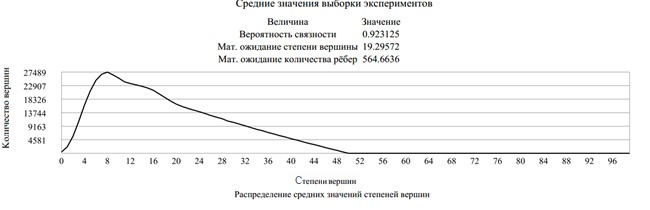 Средние значения выборки экспериментов
Величина Значение
Вероятность связности 0.923125
Мат. ожидание степени вершины 19.29572
Мат. ожидание количества рёбер 564.6636
Количество вершин
27489
22907
18326
13744
9163
4581
0 4 8 12 16 20 24 28 32 36 40 44 48 52 56 60 64 68 72 76 80 84 88 92 96
Степени вершин
Распределение средних значений степеней вершин